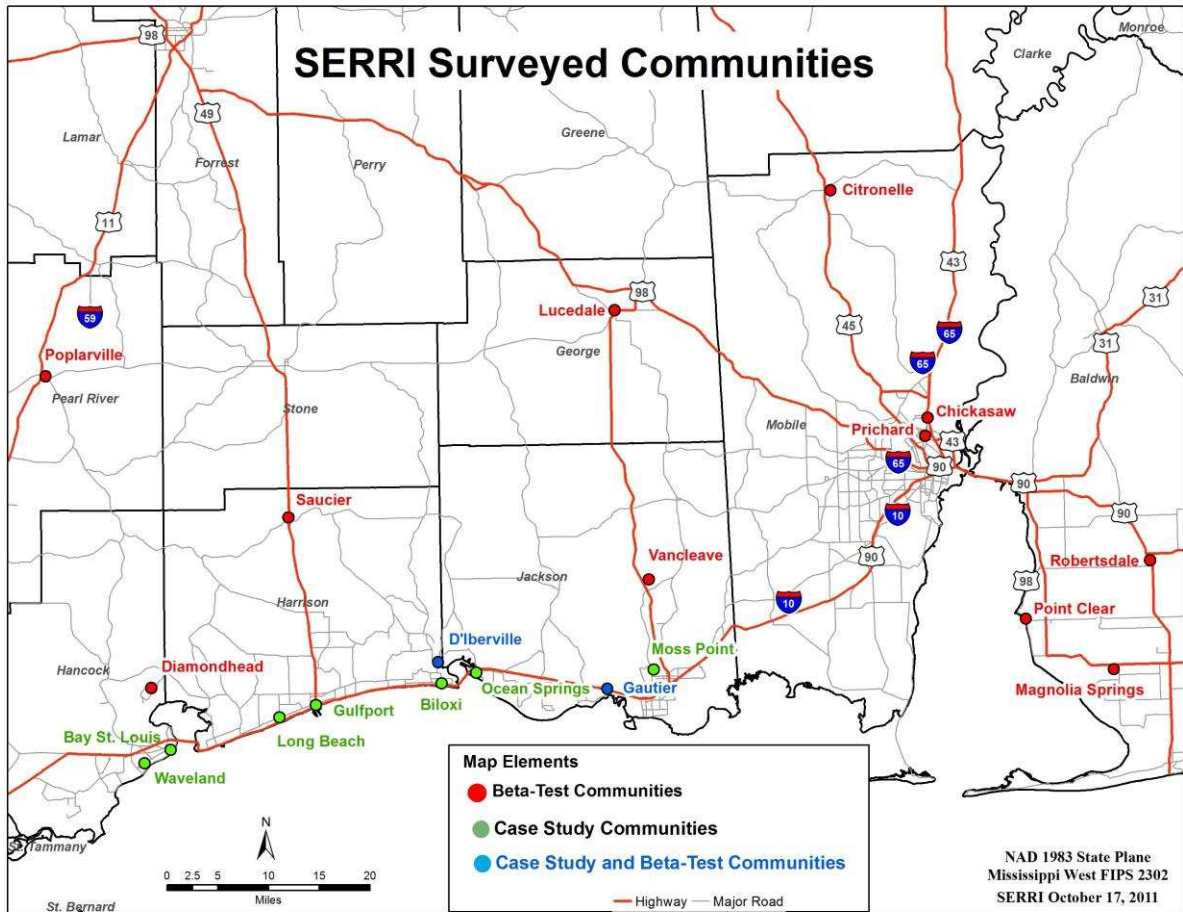 SERRI Surveyed Communities
Monroe
Clarke
98
49
Lamar
Forrest
Perry
Greene
11
Citronelle
43
59
98
31
Lucedale
45
65
31
George
65
Poplarville
Pearl River
Baldwin
Stone
Chickasaw
Mobile
Prichard
43
65
90
90
10
90
Saucier
90
Vancleave
Robertsdale
Jackson
98
Harrison
10
Point Clear
D'Iberville
Moss Point
Hancock
Diamondhead
Ocean Springs
Gautier
Magnolia Springs
Biloxi
Gulfport
Long Beach
Bay St. Louis
Waveland
Map Elements
Beta-Test Communities
Case Study Communities
Case Study and Beta-Test Communities
Highway
Major Road
N
St. Tammany
0 2.5 5 10 15 20
Miles
St. Bernard
NAD 1983 State Plane
Mississippi West FIPS 2302
SERRI October 17, 2011